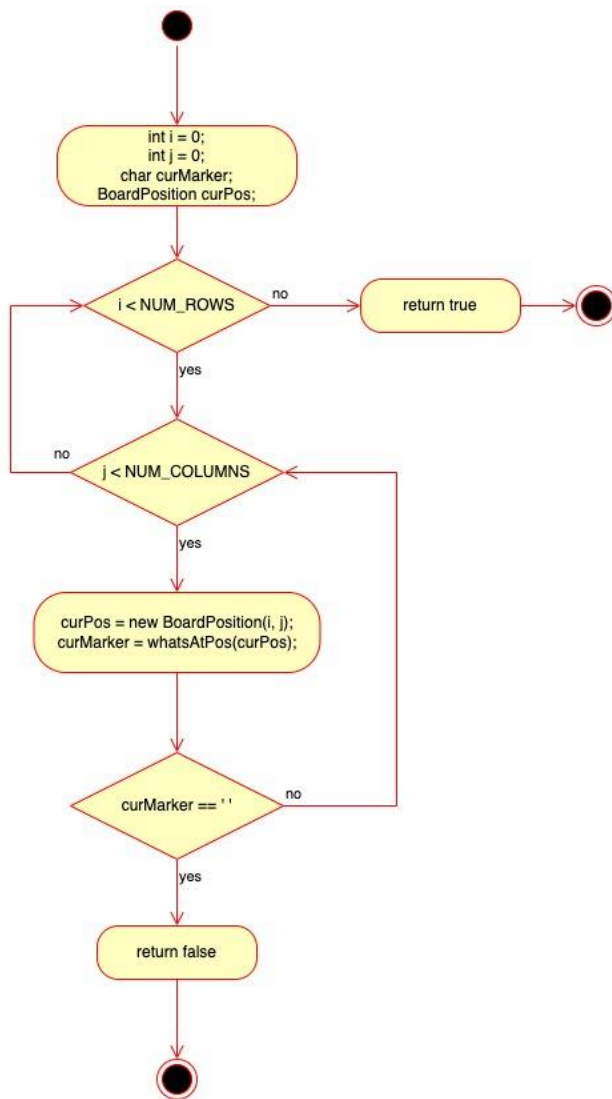 int i = 0;
int j = 0;
char curMarker;
BoardPosition curPos;
i < NUM_ROWS
no
return true
yes
no
j < NUM_COLUMNS
yes
curPos = new BoardPosition(i, j);
curMarker = whatsAtPos(curPos);
curMarker == ' '
no
yes
return false